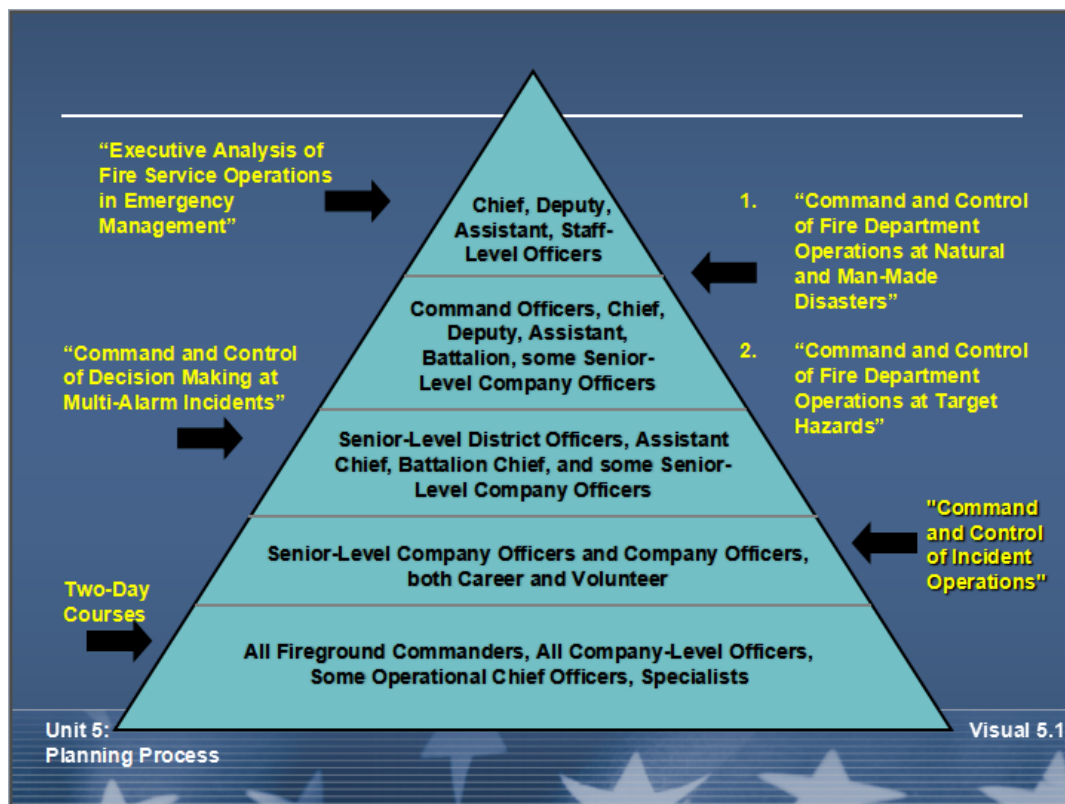 “Executive Analysis of
Fire Service Operations
in Emergency
Management”
Chief, Deputy,
Assistant, Staff-
Level Officers
1. “Command and Control
of Fire Department
Operations at Natural
and Man-Made
Disasters”
Command Officers, Chief,
Deputy, Assistant,
Battalion, some Senior-
Level Company Officers
2. “Command and Control
of Fire Department
Operations at Target
Hazards”
“Command and Control
of Decision Making at
Multi-Alarm Incidents”
Senior-Level District Officers, Assistant
Chief, Battalion Chief, and some Senior-
Level Company Officers
"Command
and Control
of Incident
Operations"
Senior-Level Company Officers and Company Officers,
both Career and Volunteer
Two-Day
Courses
All Fireground Commanders, All Company-Level Officers,
Some Operational Chief Officers, Specialists
Unit 5:
Planning Process
Visual 5.1